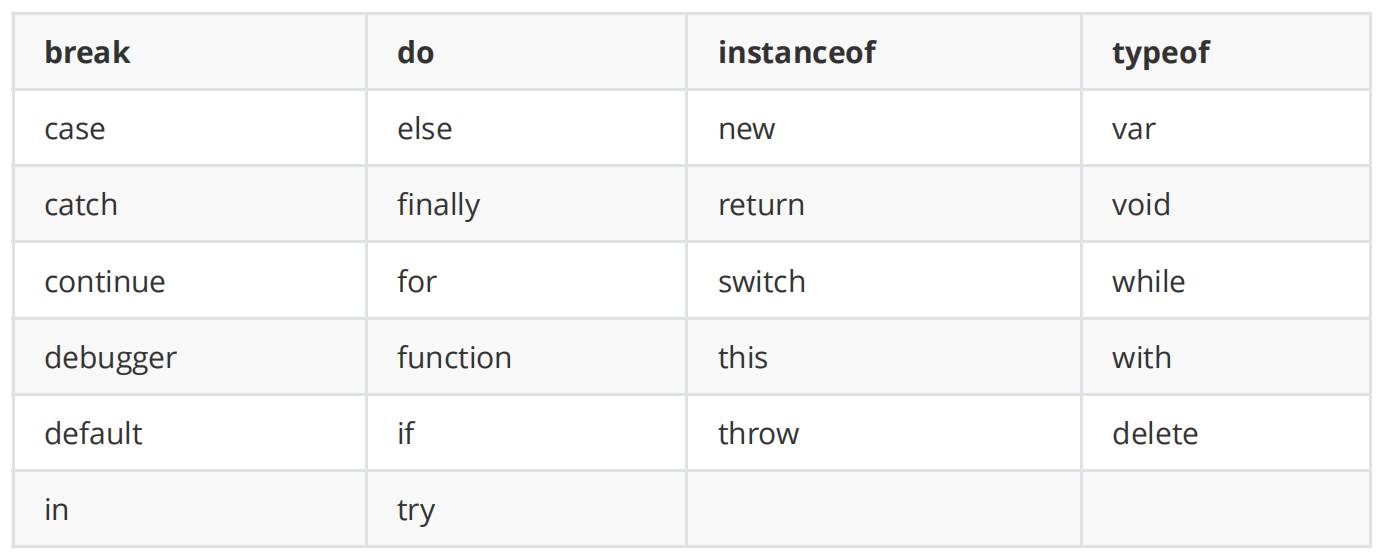 break do instanceof typeof
case else new var
catch finally return void
continue for switch while
debugger function this with
default if throw delete
in try